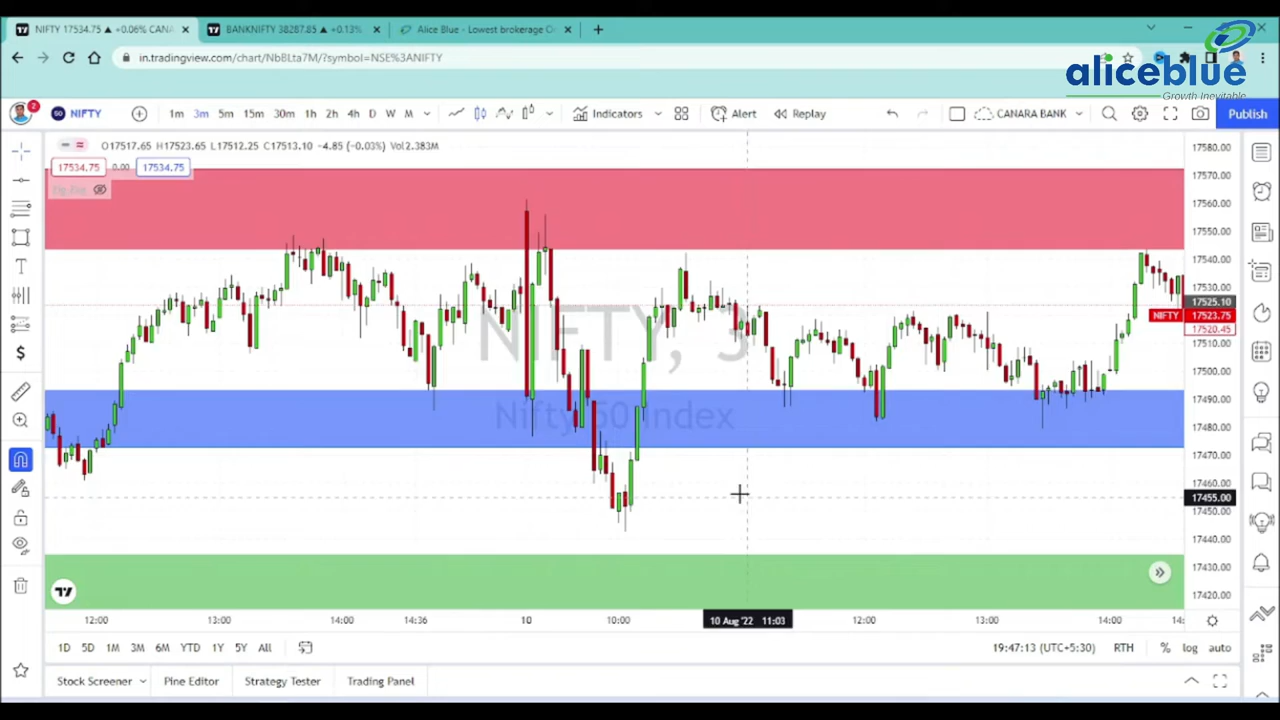 NIFTY 17534.75 ▲ +0.06% CANA
BANKNIFTY 38287.85 ▲ +0.13%
Alice Blue - Lowest brokerage O
in.tradingview.com/chart/NbBLta7M/?symbol=NSE%3ANIFTY
aliceblue
Growth Inevitable
2
50
NIFTY
1m 3m 5m 15m 30m 1h 2h 4h D W M
Indicators
Alert
Replay
CANARA BANK
Publish
O17517.65 H17523.65 L17512.25 C17513.10 −4.85 (−0.03%) Vol2.383M
17534.75 0.00 17534.75
NIFTY, 3
Nifty 50 Index
17580.00
17570.00
17560.00
17550.00
17540.00
17530.00
17525.10
NIFTY 17523.75
17520.45
17510.00
17500.00
17490.00
17480.00
17470.00
17460.00
17455.00
17450.00
17440.00
17430.00
17420.00
12:00 13:00 14:00 14:36 10 10:00 10 Aug '22 11:03 12:00 13:00 14:00 14:
1D 5D 1M 3M 6M YTD 1Y 5Y All
19:47:13 (UTC+5:30) RTH % log auto
Stock Screener Pine Editor Strategy Tester Trading Panel